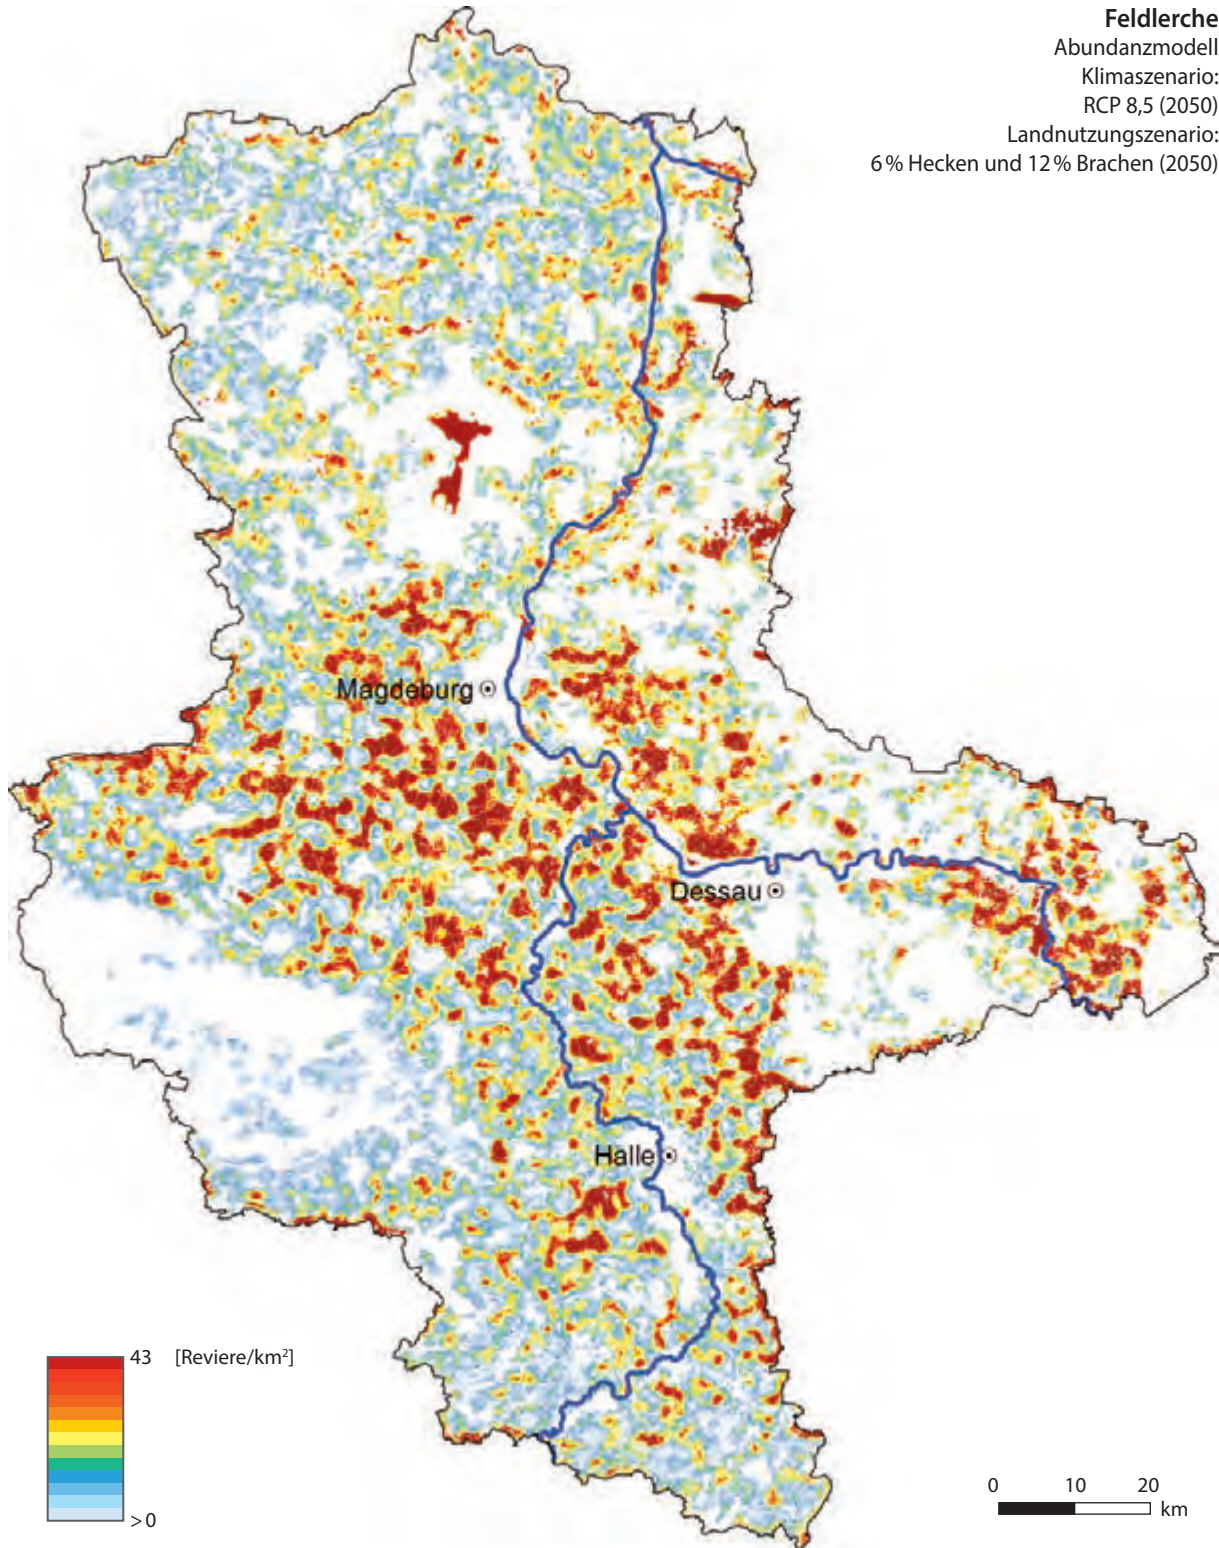 Feldlerche
Abundanzmodell
Klimaszenario:
RCP 8,5 (2050)
Landnutzungszenario:
6 % Hecken und 12 % Brachen (2050)
Magdeburg
Dessau
Halle
43 [Reviere/km²]
> 0
0 10 20
km